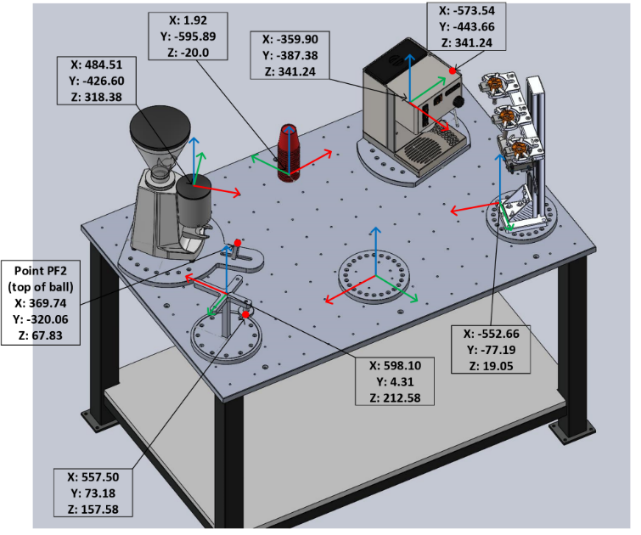 X: -573.54
Y: -443.66
Z: 341.24
X: 1.92
Y: -595.89
Z: -20.0
X: -359.90
Y: -387.38
Z: 341.24
X: 484.51
Y: -426.60
Z: 318.38
Point PF2
(top of ball)
X: 369.74
Y: -320.06
Z: 67.83
X: -552.66
Y: -77.19
Z: 19.05
X: 598.10
Y: 4.31
Z: 212.58
X: 557.50
Y: 73.18
Z: 157.58